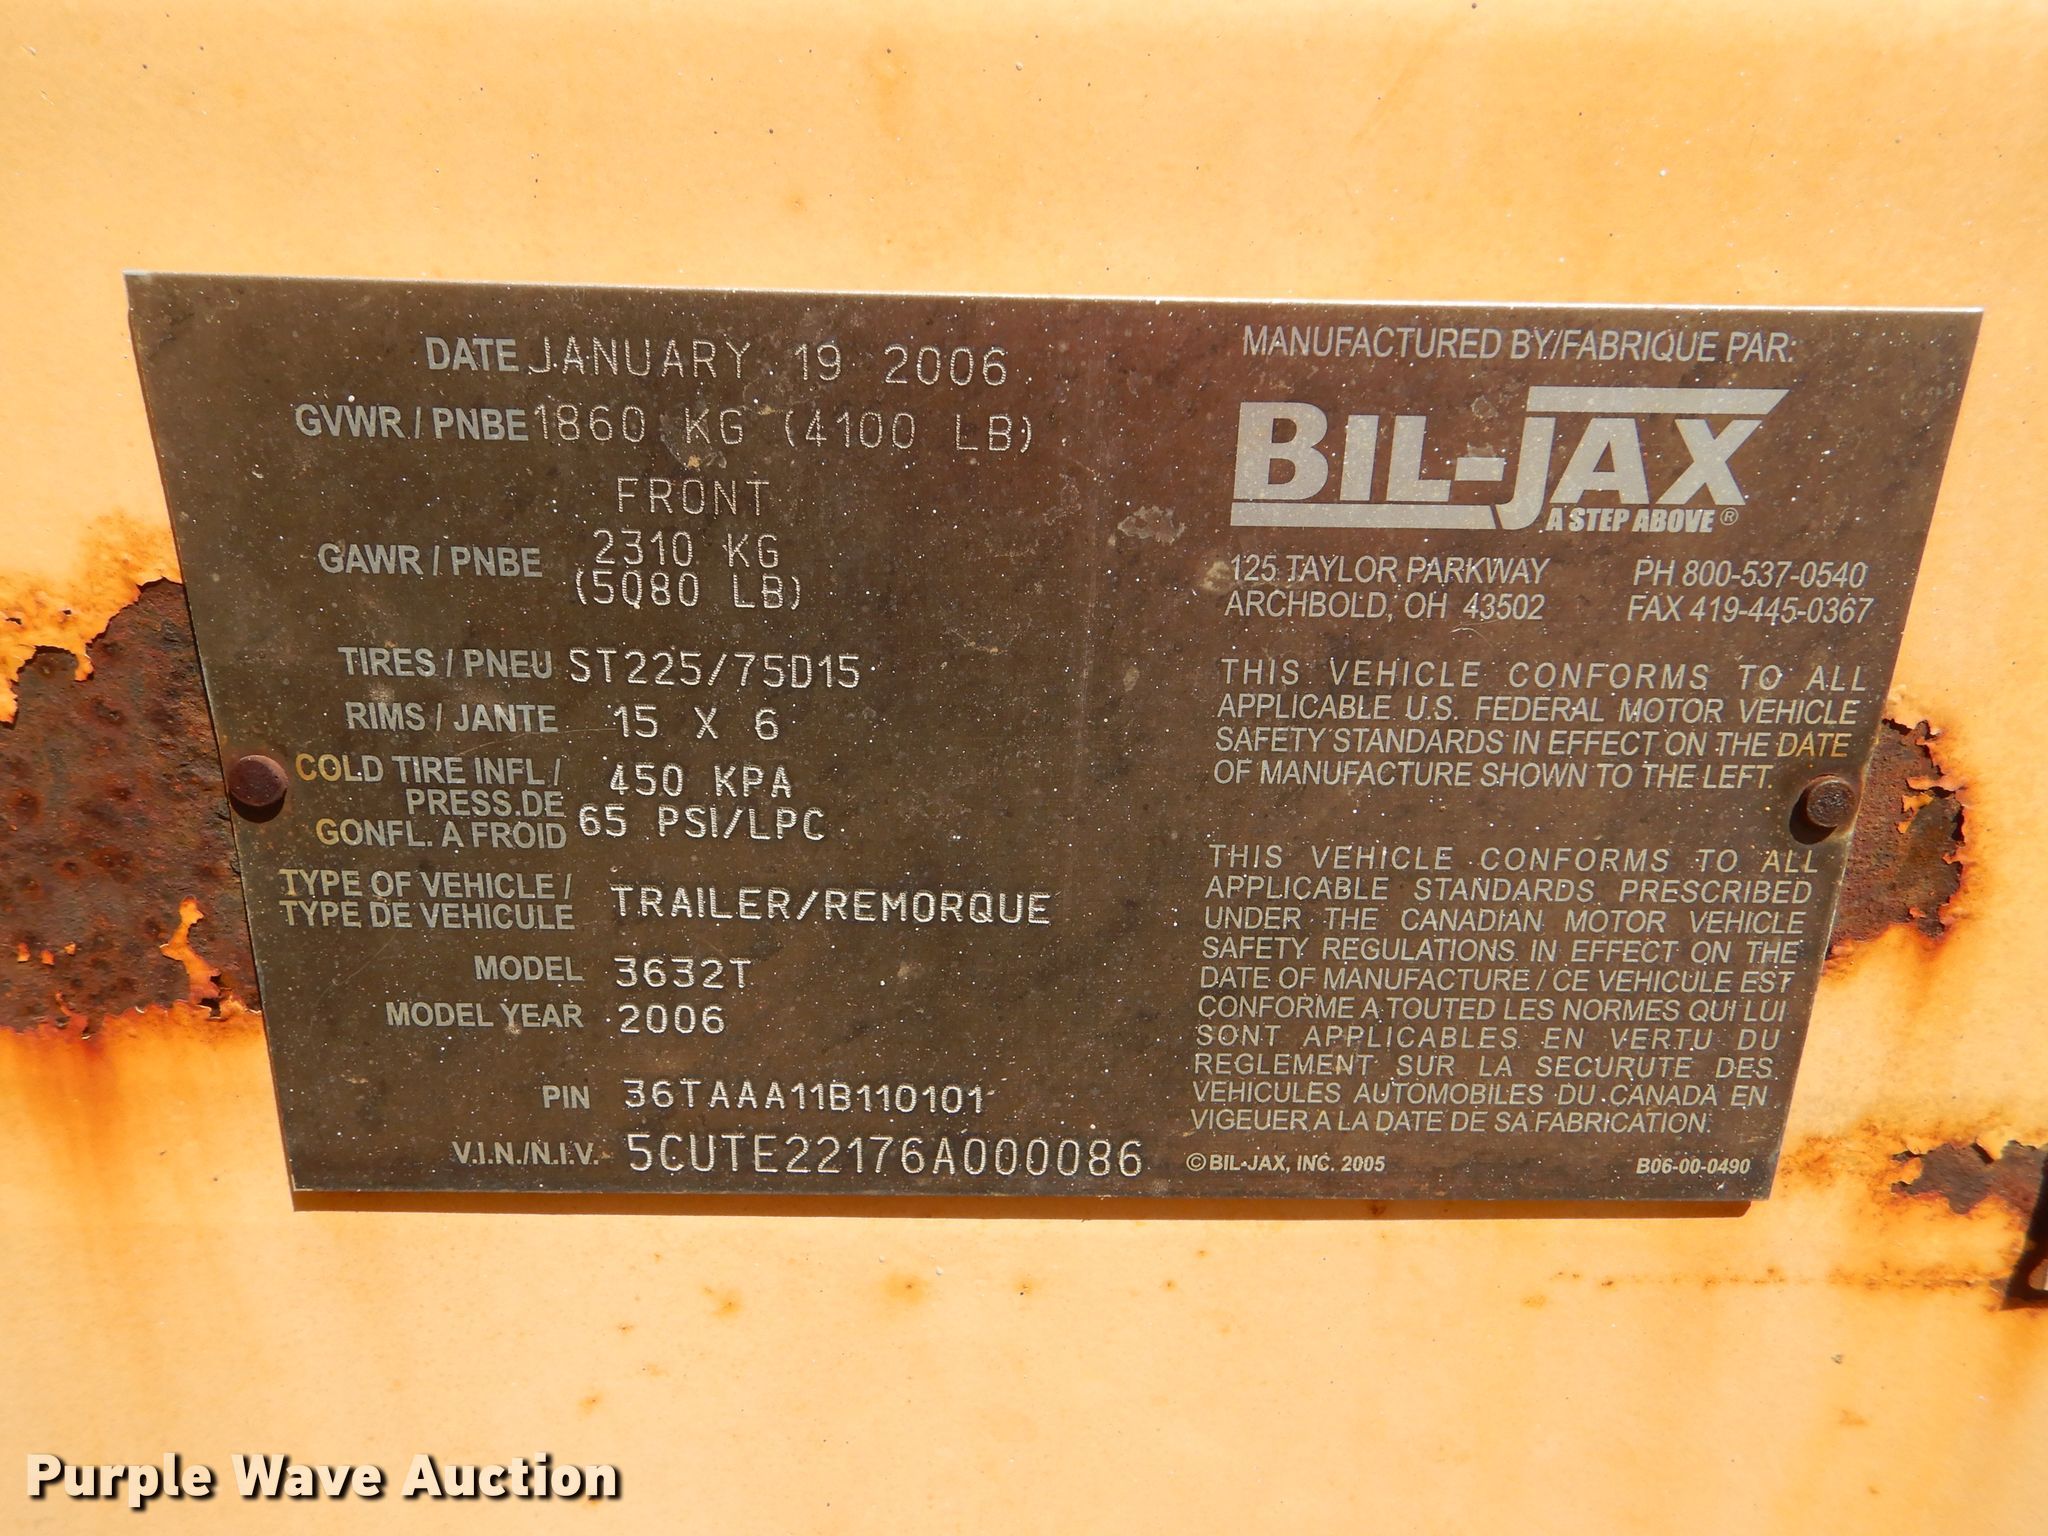 DATE JANUARY 19 2006
GVWR / PNBE 1860 KG (4100 LB)
FRONT
GAWR / PNBE 2310 KG
(5080 LB)
TIRES / PNEU ST225/75D15
RIMS / JANTE 15 X 6
COLD TIRE INFL / 450 KPA
PRESS.DE
GONFL. A FROID 65 PSI/LPC
TYPE OF VEHICLE /
TYPE DE VEHICULE TRAILER/REMORQUE
MODEL 3632T
MODEL YEAR 2006
PIN 36TAAA11B110101
V.I.N./N.I.V. 5CUTE22176A000086
MANUFACTURED BY/FABRIQUE PAR:
BIL-JAX
A STEP ABOVE®
125 TAYLOR PARKWAY PH 800-537-0540
ARCHBOLD, OH 43502 FAX 419-445-0367
THIS VEHICLE CONFORMS TO ALL
APPLICABLE U.S. FEDERAL MOTOR VEHICLE
SAFETY STANDARDS IN EFFECT ON THE DATE
OF MANUFACTURE SHOWN TO THE LEFT.
THIS VEHICLE CONFORMS TO ALL
APPLICABLE STANDARDS PRESCRIBED
UNDER THE CANADIAN MOTOR VEHICLE
SAFETY REGULATIONS IN EFFECT ON THE
DATE OF MANUFACTURE / CE VEHICULE EST
CONFORME A TOUTED LES NORMES QUI LUI
SONT APPLICABLES EN VERTU DU
REGLEMENT SUR LA SECURUTE DES
VEHICULES AUTOMOBILES DU CANADA EN
VIGEUER A LA DATE DE SA FABRICATION.
© BIL-JAX, INC. 2005 B06-00-0490
Purple Wave Auction